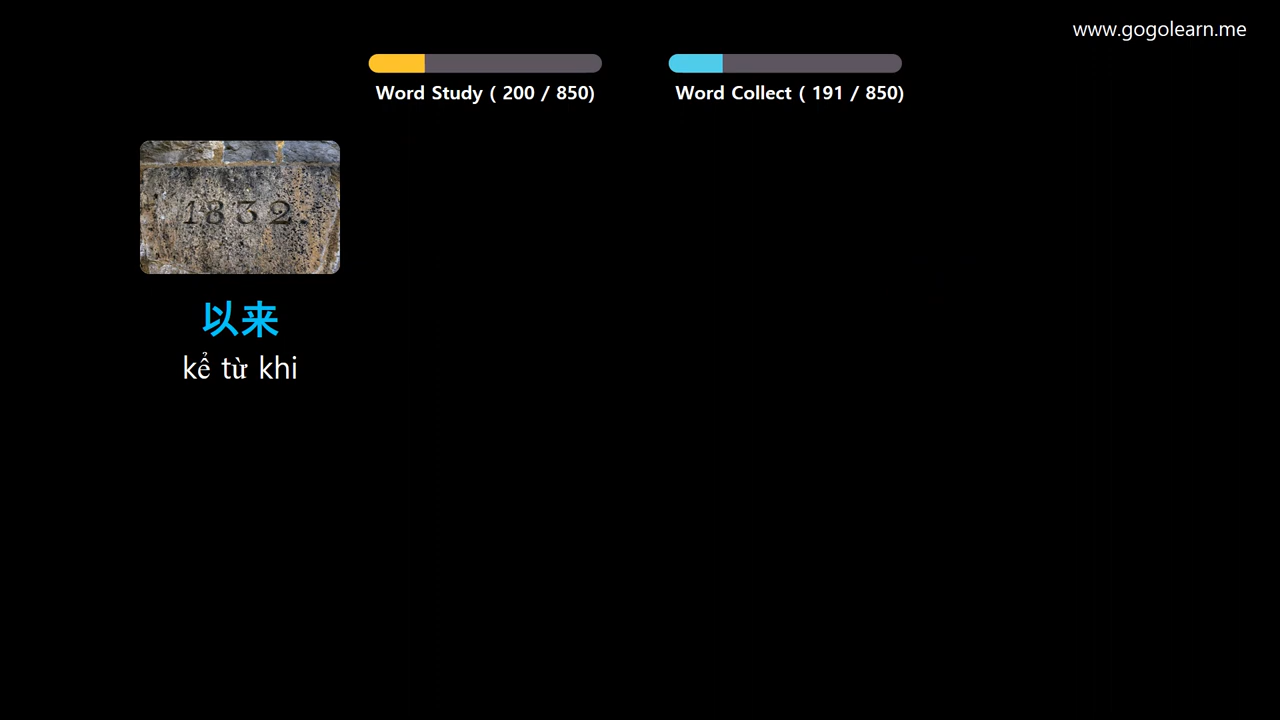 www.gogolearn.me
Word Study ( 200 / 850)
Word Collect ( 191 / 850)
1832.
以来
kể từ khi